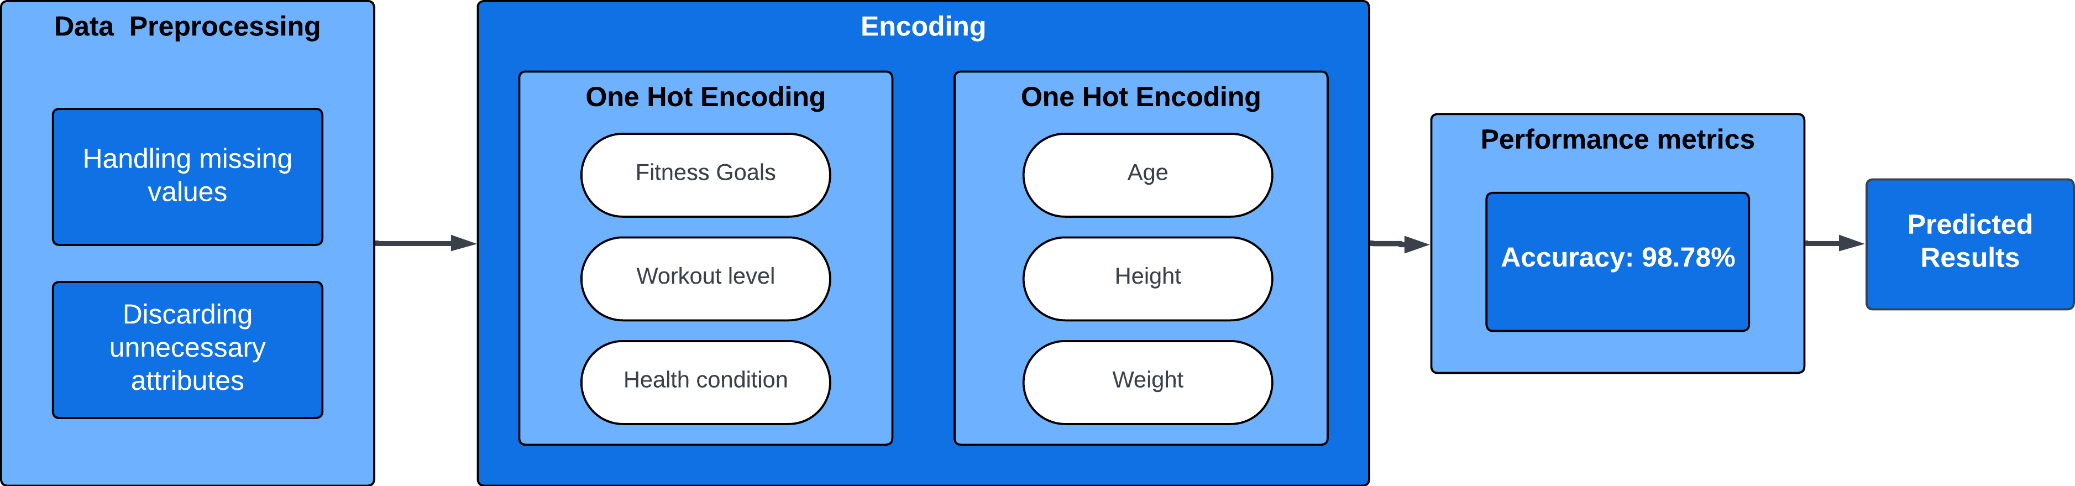 Data  Preprocessing
Handling missing
values
Discarding
unnecessary
attributes
Encoding
One Hot Encoding
Fitness Goals
Workout level
Health condition
One Hot Encoding
Age
Height
Weight
Performance metrics
Accuracy: 98.78%
Predicted
Results